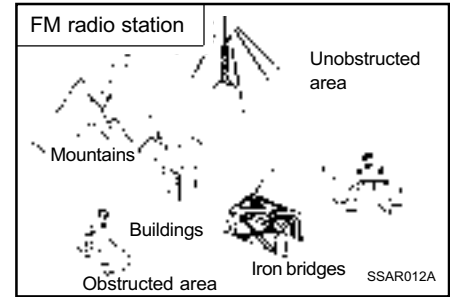 FM radio station
Unobstructed
area
Mountains
Buildings
Iron bridges
Obstructed area
SSAR012A